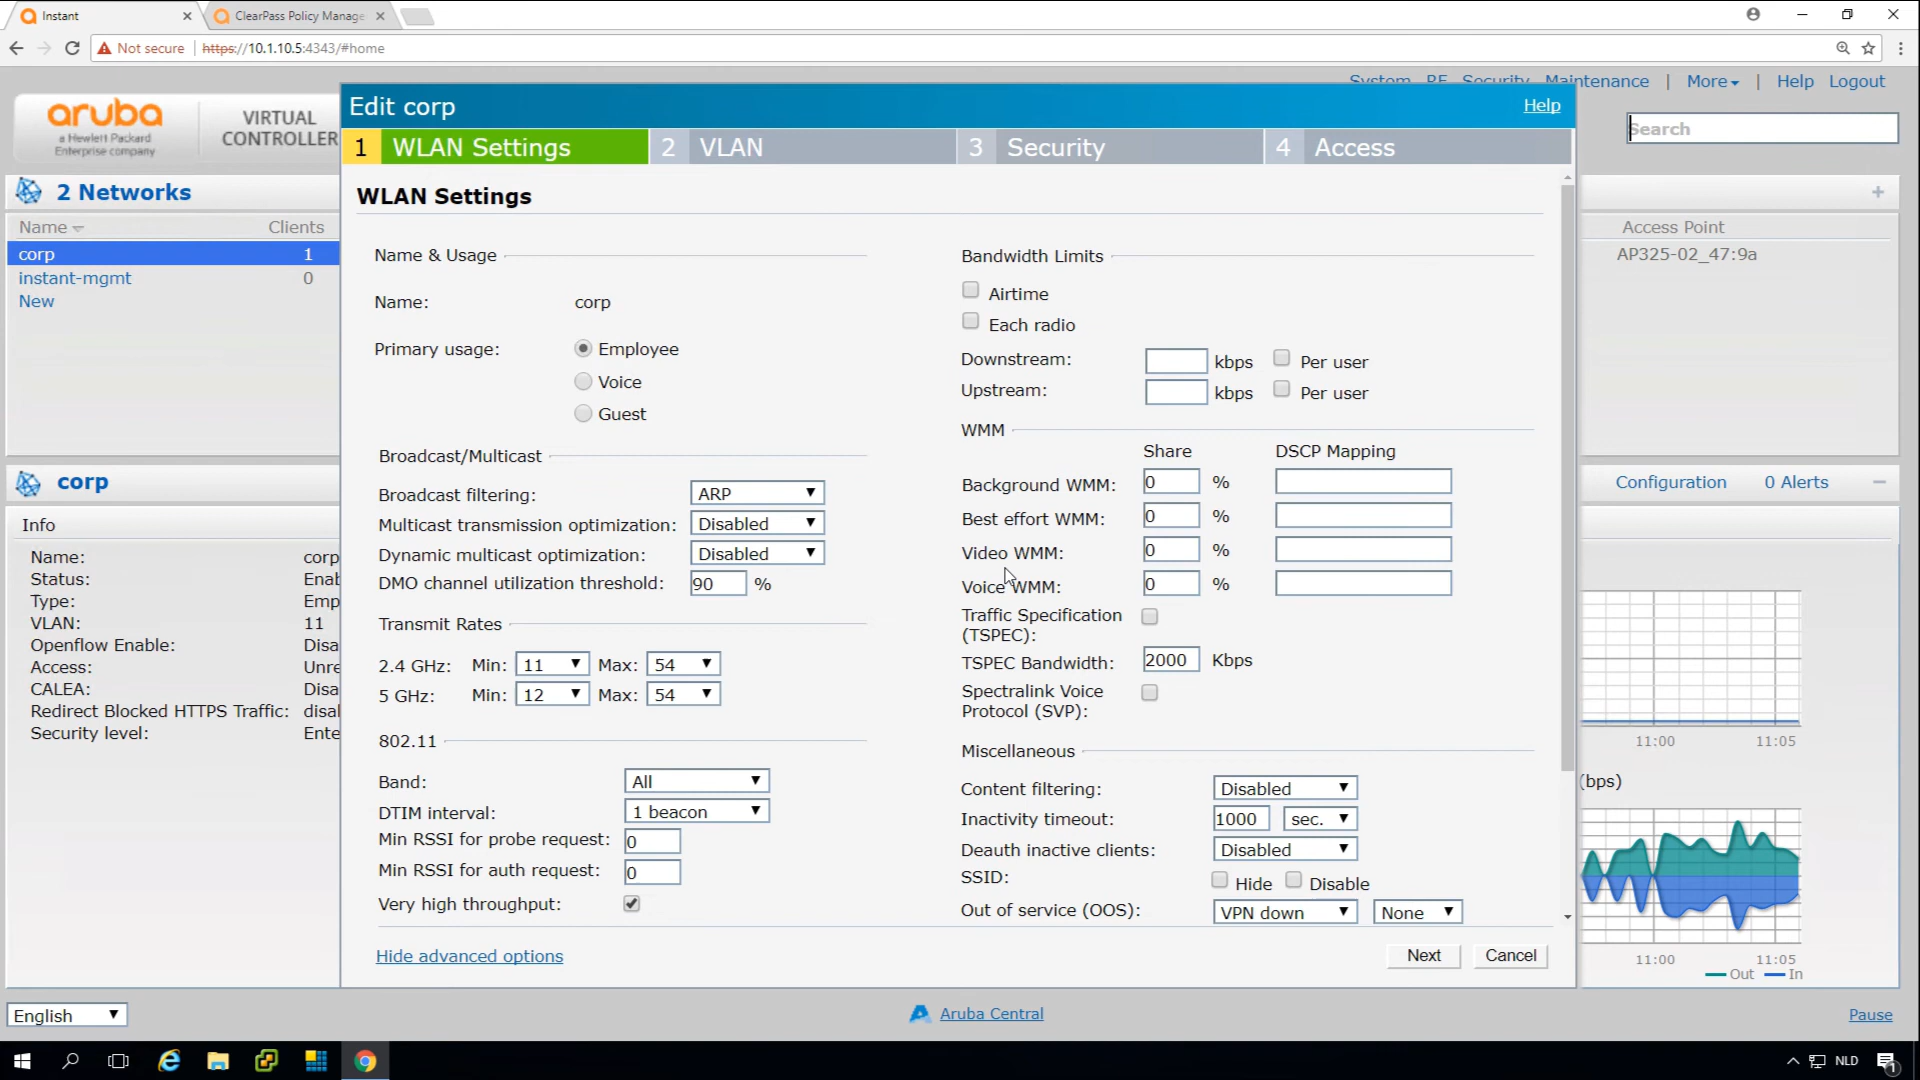 Instant
ClearPass Policy Manage
Not secure https://10.1.10.5:4343/#home
System RF Security Maintenance | More | Help Logout
aruba
a Hewlett Packard
Enterprise company
VIRTUAL
CONTROLLER
Search
Edit corp
Help
1 WLAN Settings
2 VLAN
3 Security
4 Access
2 Networks
Name Clients
corp 1
instant-mgmt 0
New
Access Point
AP325-02_47:9a
WLAN Settings
Name & Usage
Name: corp
Primary usage: Employee
Voice
Guest
Broadcast/Multicast
Broadcast filtering: ARP
Multicast transmission optimization: Disabled
Dynamic multicast optimization: Disabled
DMO channel utilization threshold: 90 %
Transmit Rates
2.4 GHz: Min: 11 Max: 54
5 GHz: Min: 12 Max: 54
802.11
Band: All
DTIM interval: 1 beacon
Min RSSI for probe request: 0
Min RSSI for auth request: 0
Very high throughput:
Hide advanced options
Bandwidth Limits
Airtime
Each radio
Downstream: kbps Per user
Upstream: kbps Per user
WMM
Share DSCP Mapping
Background WMM: 0 %
Best effort WMM: 0 %
Video WMM: 0 %
Voice WMM: 0 %
Traffic Specification
(TSPEC):
TSPEC Bandwidth: 2000 Kbps
Spectralink Voice
Protocol (SVP):
Miscellaneous
Content filtering: Disabled
Inactivity timeout: 1000 sec.
Deauth inactive clients: Disabled
SSID: Hide Disable
Out of service (OOS): VPN down None
Next Cancel
corp
Info
Name: corp
Status: Enab
Type: Emp
VLAN: 11
Openflow Enable: Disa
Access: Unre
CALEA: Disa
Redirect Blocked HTTPS Traffic: disal
Security level: Ente
Configuration 0 Alerts
11:00 11:05
(bps)
11:00 11:05
Out In
English
Aruba Central
Pause
NLD
1